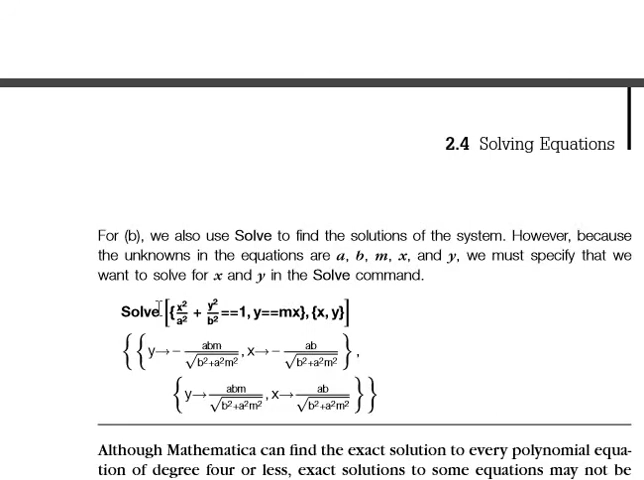 2.4 Solving Equations
For (b), we also use Solve to find the solutions of the system. However, because
the unknowns in the equations are a, b, m, x, and y, we must specify that we
want to solve for x and y in the Solve command.
Solve[{x²/a² + y²/b²==1, y==mx}, {x, y}]
{{y→-abm/√b²+a²m², x→-ab/√b²+a²m²},
{y→abm/√b²+a²m², x→ab/√b²+a²m²}}
Although Mathematica can find the exact solution to every polynomial equa-
tion of degree four or less, exact solutions to some equations may not be